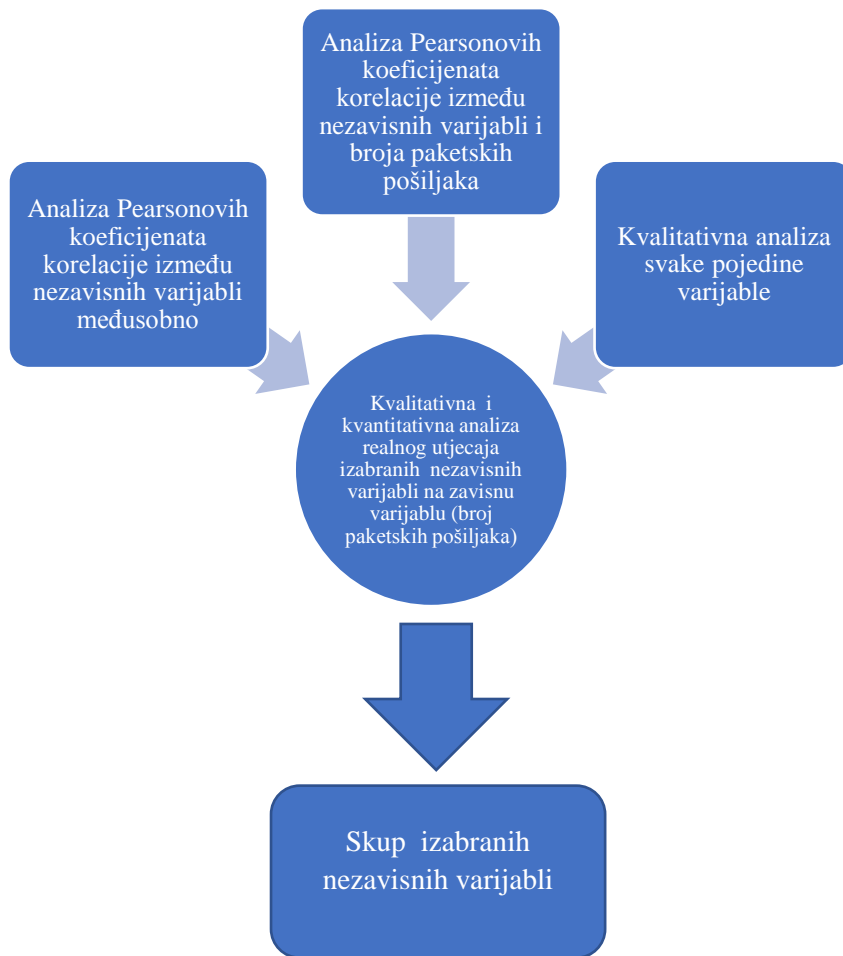 Analiza Pearsonovih
koeficijenata
korelacije između
nezavisnih varijabli i
broja paketskih
pošiljaka
Analiza Pearsonovih
koeficijenata
korelacije između
nezavisnih varijabli
međusobno
Kvalitativna analiza
svake pojedine
varijable
Kvalitativna i
kvantitativna analiza
realnog utjecaja
izabranih nezavisnih
varijabli na zavisnu
varijablu (broj
paketskih pošiljaka)
Skup izabranih
nezavisnih varijabli